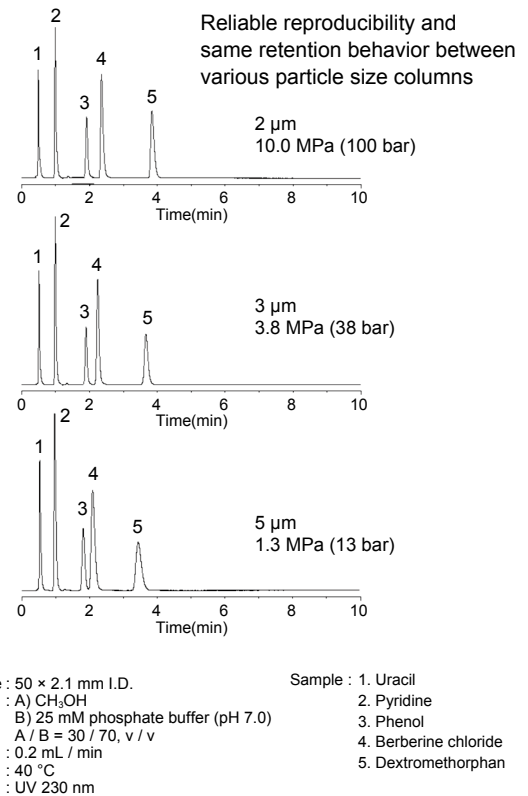 Reliable reproducibility and
same retention behavior between
various particle size columns
1 2 3 4 5
2 µm
10.0 MPa (100 bar)
0 2 4 6 8 10
Time(min)
1 2 3 4 5
3 µm
3.8 MPa (38 bar)
0 2 4 6 8 10
Time(min)
1 2 3 4 5
5 µm
1.3 MPa (13 bar)
0 2 4 6 8 10
Time(min)
: 50 × 2.1 mm I.D.
: A) CH₃OH
B) 25 mM phosphate buffer (pH 7.0)
A / B = 30 / 70, v / v
: 0.2 mL / min
: 40 °C
: UV 230 nm
Sample : 1. Uracil
2. Pyridine
3. Phenol
4. Berberine chloride
5. Dextromethorphan